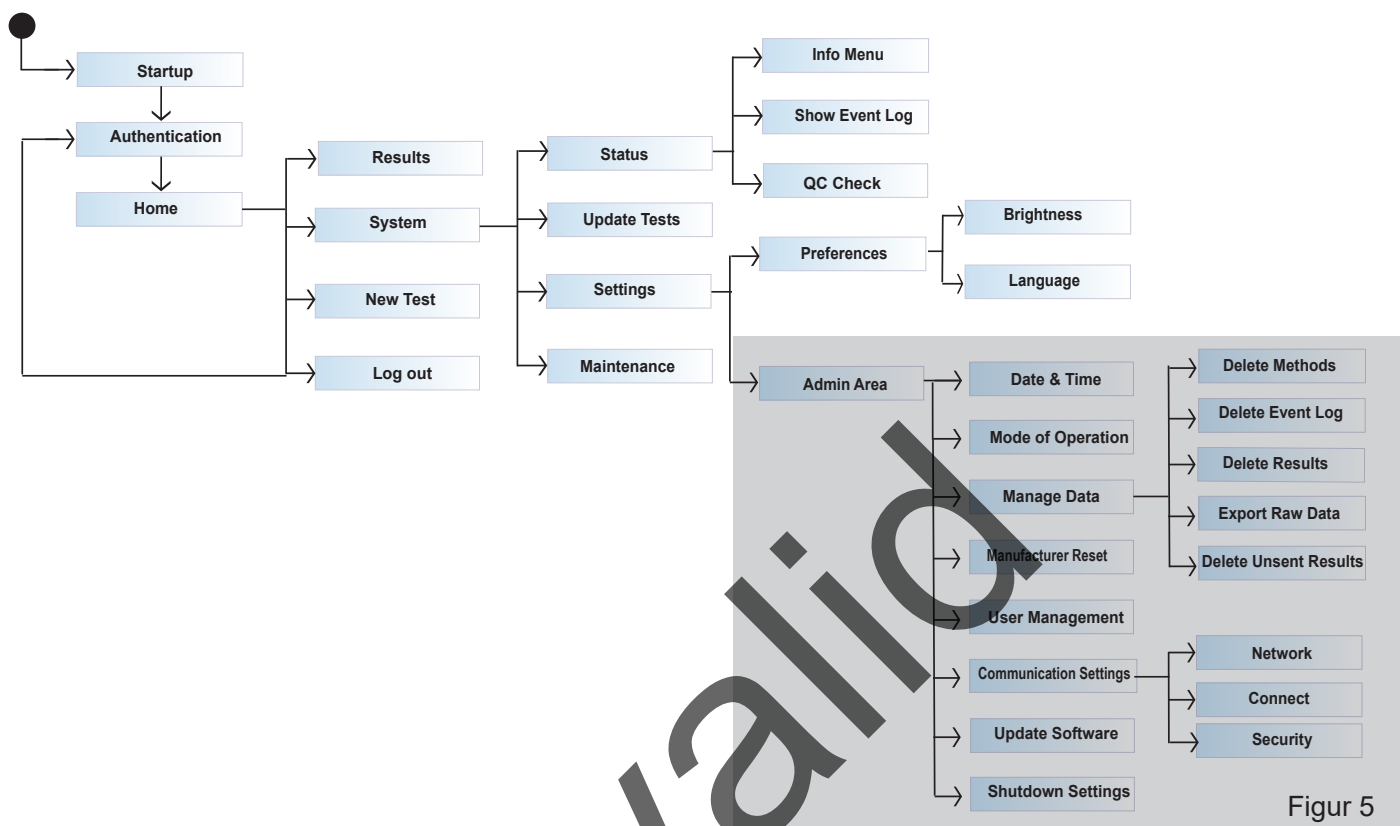 Startup
Authentication
Home
Results
System
New Test
Log out
Status
Update Tests
Settings
Maintenance
Info Menu
Show Event Log
QC Check
Preferences
Admin Area
Brightness
Language
Date & Time
Mode of Operation
Manage Data
Manufacturer Reset
User Management
Communication Settings
Update Software
Shutdown Settings
Delete Methods
Delete Event Log
Delete Results
Export Raw Data
Delete Unsent Results
Network
Connect
Security
Figur 5
valid